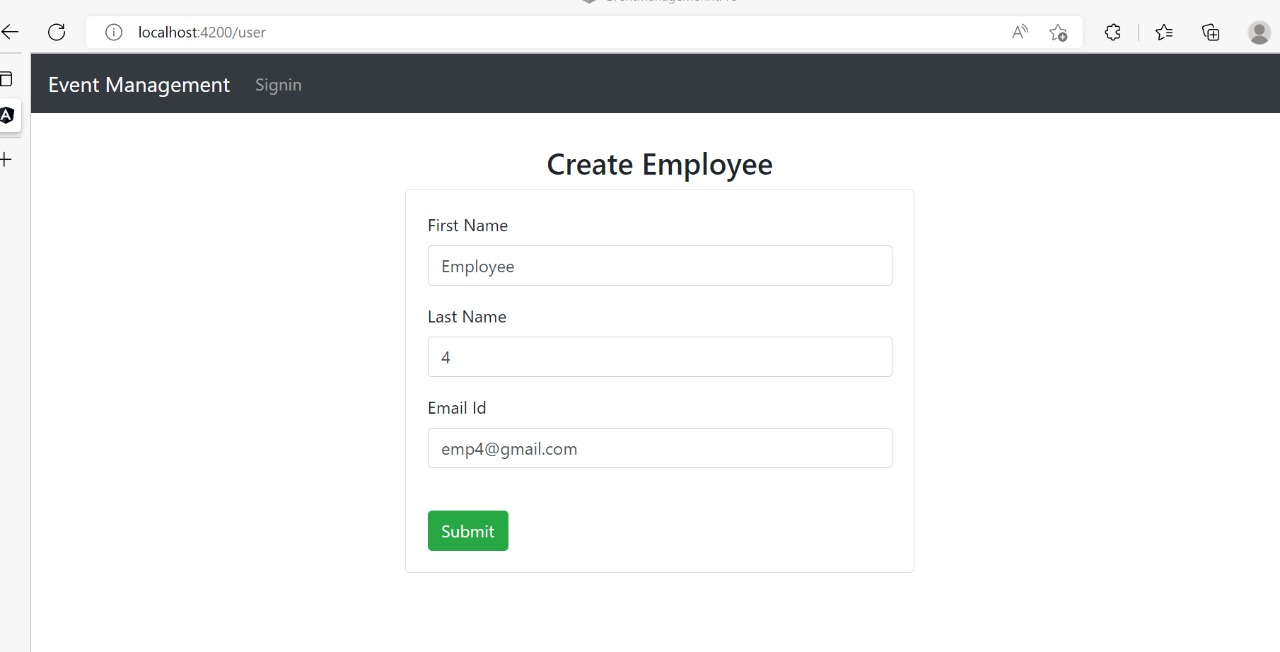 localhost:4200/user
Event Management Signin
Create Employee
First Name
Employee
Last Name
4
Email Id
emp4@gmail.com
Submit